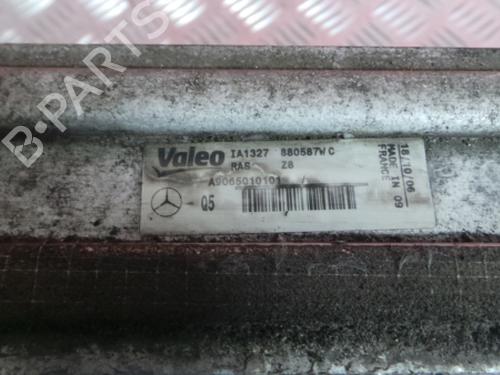 B-PARTS
Valeo IA1327 880587W C
RAS Z8
A9065010101
Q5
18/10/06
MADE IN 09
FRANCE